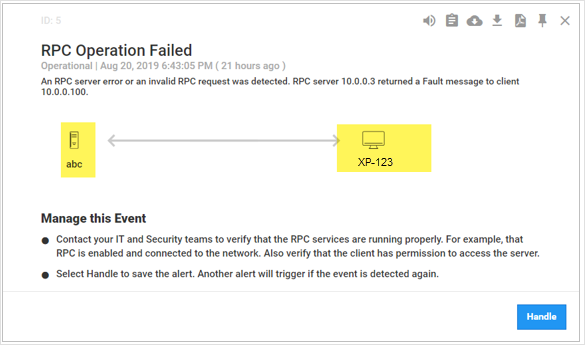 ID: 5
RPC Operation Failed
Operational | Aug 20, 2019 6:43:05 PM ( 21 hours ago )
An RPC server error or an invalid RPC request was detected. RPC server 10.0.0.3 returned a Fault message to client
10.0.0.100.
abc
XP-123
Manage this Event
Contact your IT and Security teams to verify that the RPC services are running properly. For example, that
RPC is enabled and connected to the network. Also verify that the client has permission to access the server.
Select Handle to save the alert. Another alert will trigger if the event is detected again.
Handle